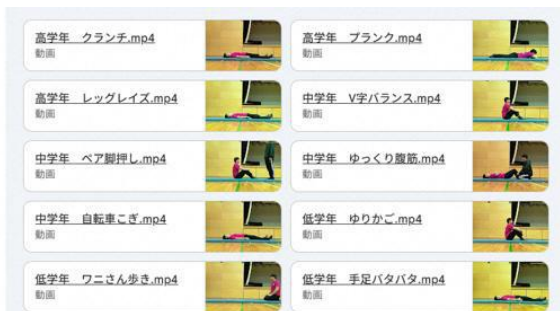 高学年　クランチ.mp4
動画
高学年　プランク.mp4
動画
高学年　レッグレイズ.mp4
動画
中学年　V字バランス.mp4
動画
中学年　ペア脚押し.mp4
動画
中学年　ゆっくり腹筋.mp4
動画
中学年　自転車こぎ.mp4
動画
低学年　ゆりかご.mp4
動画
低学年　ワニさん歩き.mp4
動画
低学年　手足バタバタ.mp4
動画